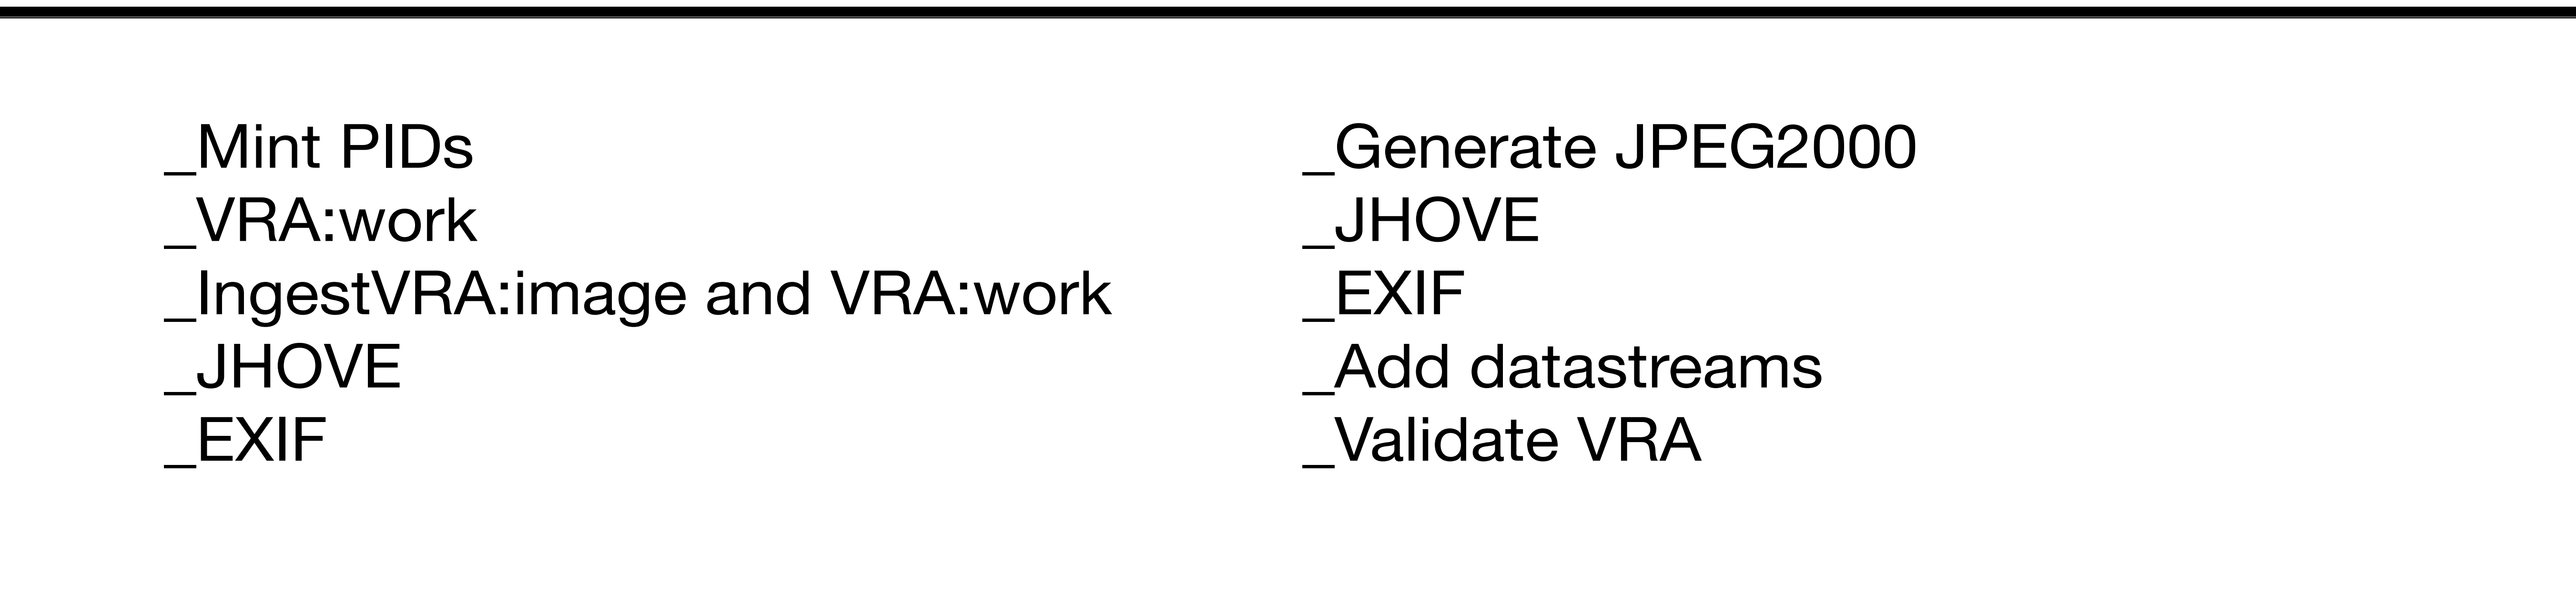 _Mint PIDs
_VRA:work
_IngestVRA:image and VRA:work
_JHOVE
_EXIF
_Generate JPEG2000
_JHOVE
_EXIF
_Add datastreams
_Validate VRA